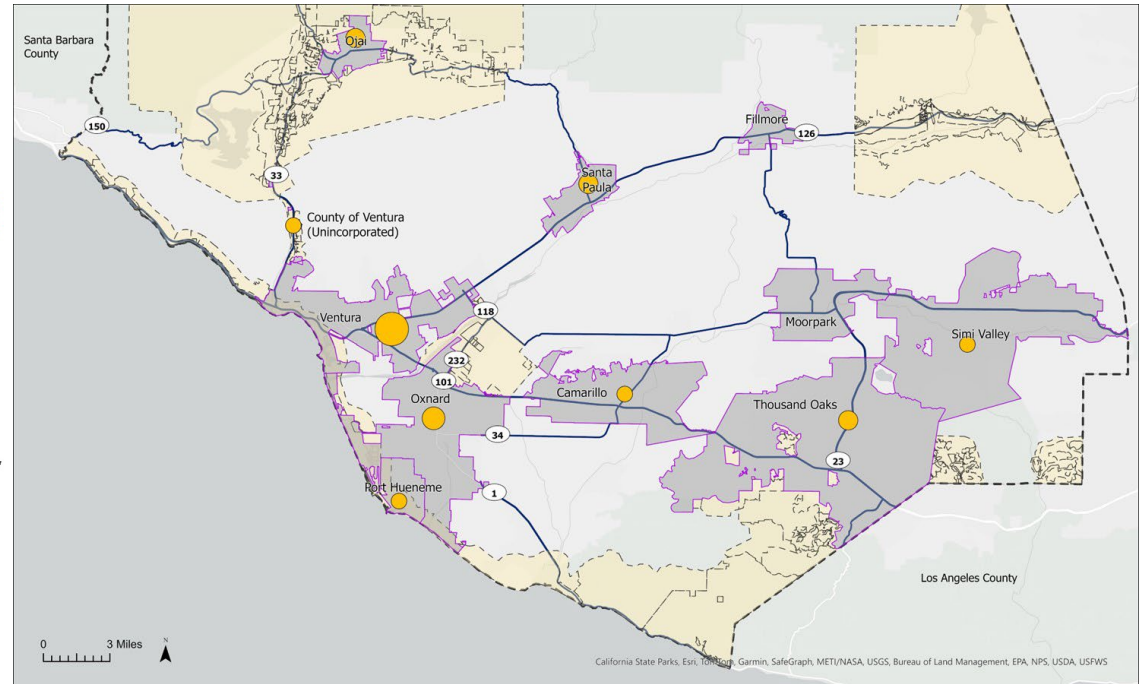 Santa Barbara
County
Ojai
150
Fillmore
126
33
Santa
Paula
County of Ventura
(Unincorporated)
118
Ventura
Moorpark
Simi Valley
232
101
Camarillo
Oxnard
Thousand Oaks
34
23
Port Hueneme
1
Los Angeles County
0 3 Miles
N
California State Parks, Esri, TomTom, Garmin, SafeGraph, METI/NASA, USGS, Bureau of Land Management, EPA, NPS, USDA, USFWS